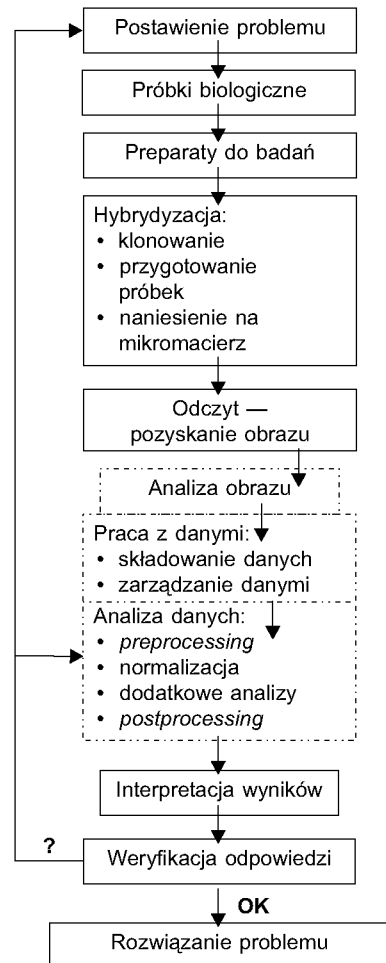 Postawienie problemu
Próbki biologiczne
Preparaty do badań
Hybrydyzacja:
• klonowanie
• przygotowanie
próbek
• naniesienie na
mikromacierz
Odczyt —
pozyskanie obrazu
Analiza obrazu
Praca z danymi:
• składowanie danych
• zarządzanie danymi
Analiza danych:
• preprocessing
• normalizacja
• dodatkowe analizy
• postprocessing
Interpretacja wyników
?
Weryfikacja odpowiedzi
OK
Rozwiązanie problemu